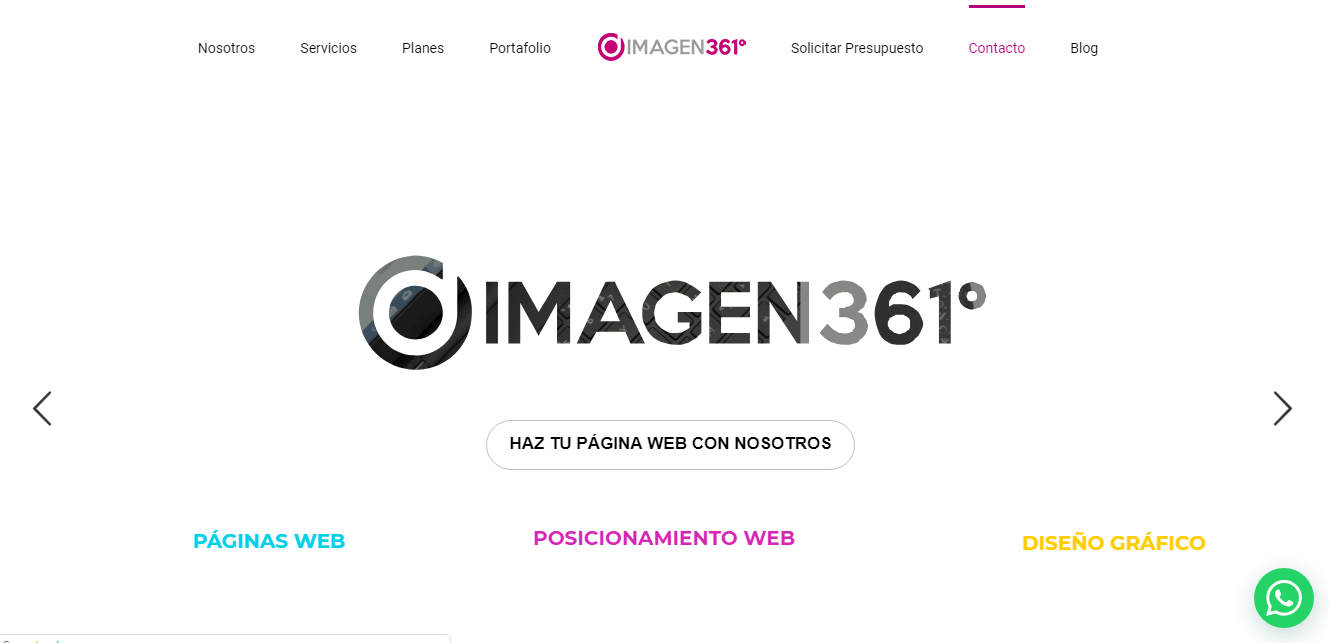 Nosotros Servicios Planes Portafolio IMAGEN361° Solicitar Presupuesto Contacto Blog
IMAGEN361°
HAZ TU PÁGINA WEB CON NOSOTROS
PÁGINAS WEB POSICIONAMIENTO WEB DISEÑO GRÁFICO